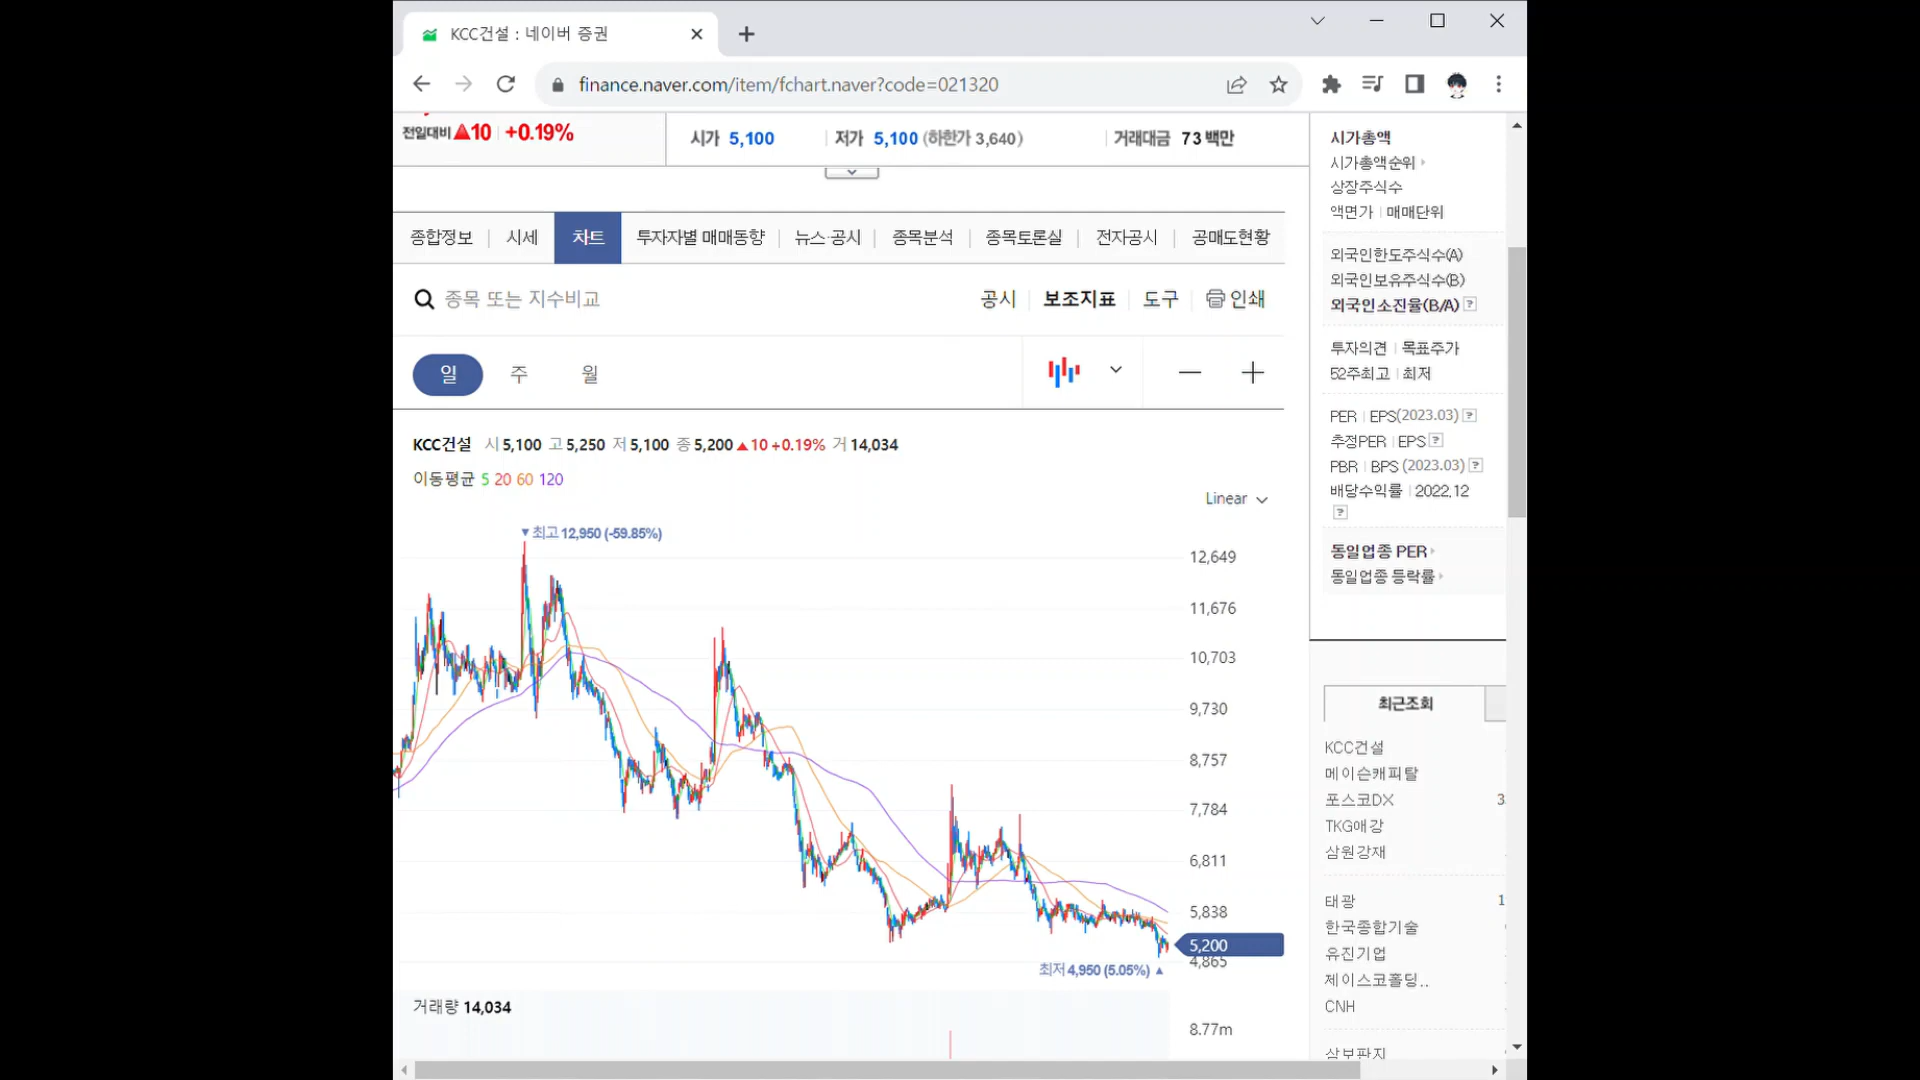 KCC건설 : 네이버 증권
finance.naver.com/item/fchart.naver?code=021320
전일대비 ▲10 +0.19%
시가 5,100 저가 5,100 (하한가 3,640) 거래대금 73 백만
종합정보 시세 차트 투자자별 매매동향 뉴스·공시 종목분석 종목토론실 전자공시 공매도현황
종목 또는 지수비교 공시 보조지표 도구 인쇄
일 주 월
KCC건설 시 5,100 고 5,250 저 5,100 종 5,200 ▲10 +0.19% 거 14,034
이동평균 5 20 60 120
Linear
▼최고 12,950 (-59.85%)
12,649
11,676
10,703
9,730
8,757
7,784
6,811
5,838
5,200
4,865
최저 4,950 (5.05%) ▲
거래량 14,034
8.77m
시가총액
시가총액순위
상장주식수
액면가 매매단위
외국인한도주식수(A)
외국인보유주식수(B)
외국인소진율(B/A) ?
투자의견 목표주가
52주최고 최저
PER EPS(2023.03) ?
추정PER EPS ?
PBR BPS (2023.03) ?
배당수익률 2022.12
?
동일업종 PER
동일업종 등락률
최근조회
KCC건설
메이슨캐피탈
포스코DX 3
TKG애강
삼원강재
태광 1
한국종합기술
유진기업
제이스코홀딩..
CNH
삼보판지